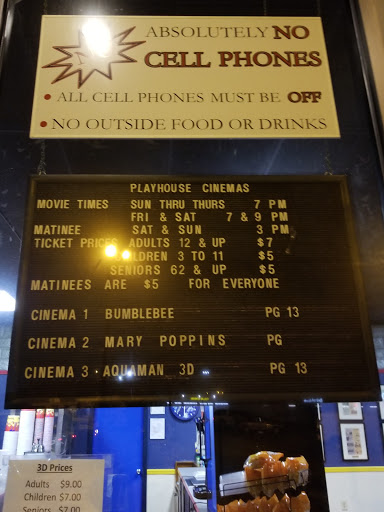 ABSOLUTELY NO
CELL PHONES
• ALL CELL PHONES MUST BE OFF
• NO OUTSIDE FOOD OR DRINKS
PLAYHOUSE CINEMAS
MOVIE TIMES SUN THRU THURS 7 PM
FRI & SAT 7 & 9 PM
MATINEE SAT & SUN 3 PM
TICKET PRICES ADULTS 12 & UP $7
CHILDREN 3 TO 11 $5
SENIORS 62 & UP $5
MATINEES ARE $5 FOR EVERYONE
CINEMA 1 BUMBLEBEE PG 13
CINEMA 2 MARY POPPINS PG
CINEMA 3 AQUAMAN 3D PG 13
3D Prices
Adults $9.00
Children $7.00
Seniors $7.00